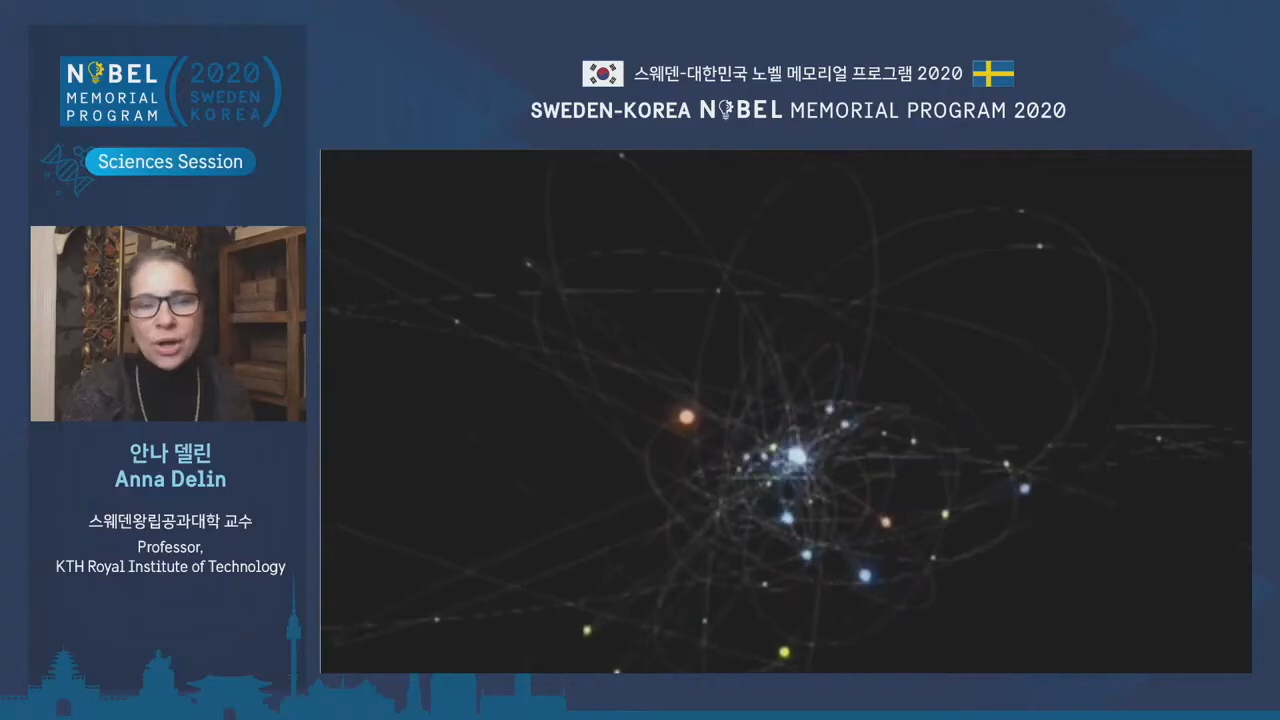 NOBEL
MEMORIAL
PROGRAM
2020
SWEDEN
KOREA
Sciences Session
스웨덴-대한민국 노벨 메모리얼 프로그램 2020
SWEDEN-KOREA NOBEL MEMORIAL PROGRAM 2020
안나 델린
Anna Delin
스웨덴왕립공과대학 교수
Professor,
KTH Royal Institute of Technology